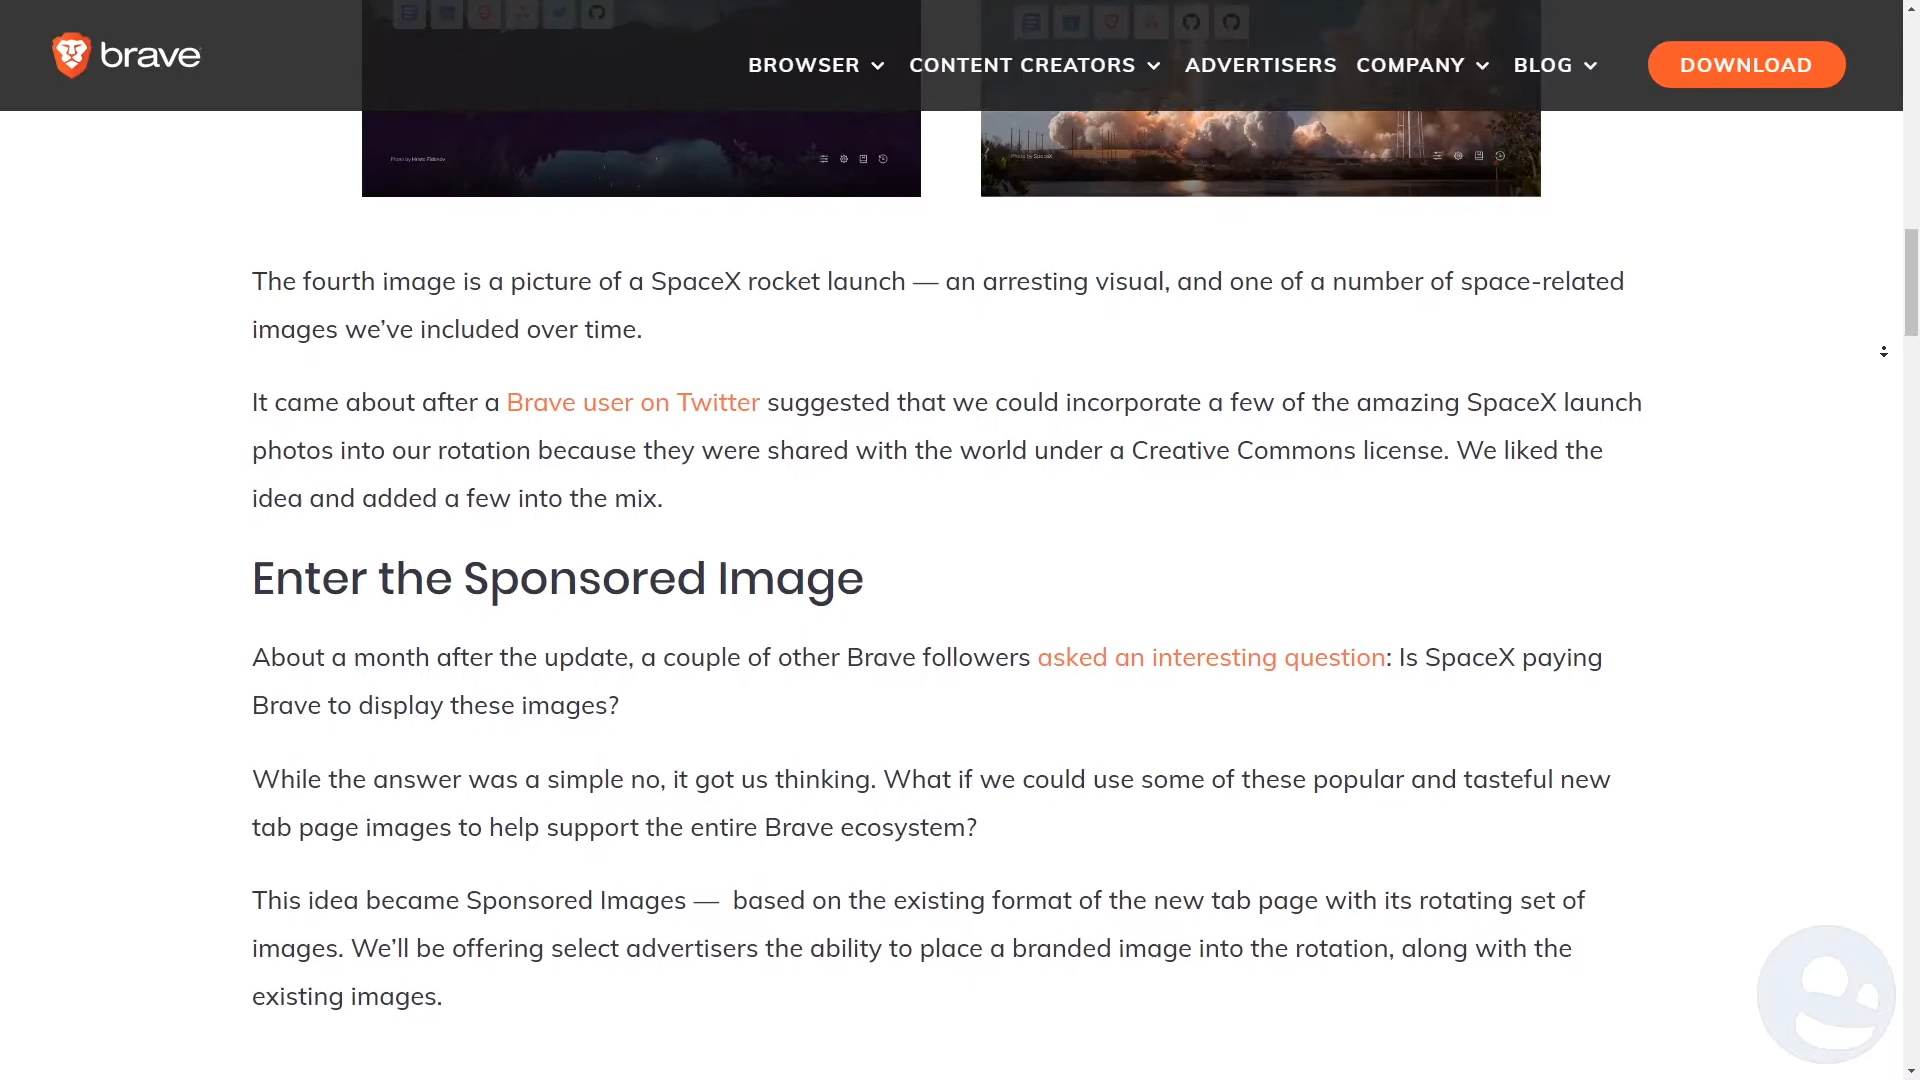 brave
BROWSER CONTENT CREATORS ADVERTISERS COMPANY BLOG DOWNLOAD
Photo by Hristo Fidanov
Photo by SpaceX
The fourth image is a picture of a SpaceX rocket launch — an arresting visual, and one of a number of space-related
images we’ve included over time.
It came about after a Brave user on Twitter suggested that we could incorporate a few of the amazing SpaceX launch
photos into our rotation because they were shared with the world under a Creative Commons license. We liked the
idea and added a few into the mix.
Enter the Sponsored Image
About a month after the update, a couple of other Brave followers asked an interesting question: Is SpaceX paying
Brave to display these images?
While the answer was a simple no, it got us thinking. What if we could use some of these popular and tasteful new
tab page images to help support the entire Brave ecosystem?
This idea became Sponsored Images —  based on the existing format of the new tab page with its rotating set of
images. We’ll be offering select advertisers the ability to place a branded image into the rotation, along with the
existing images.